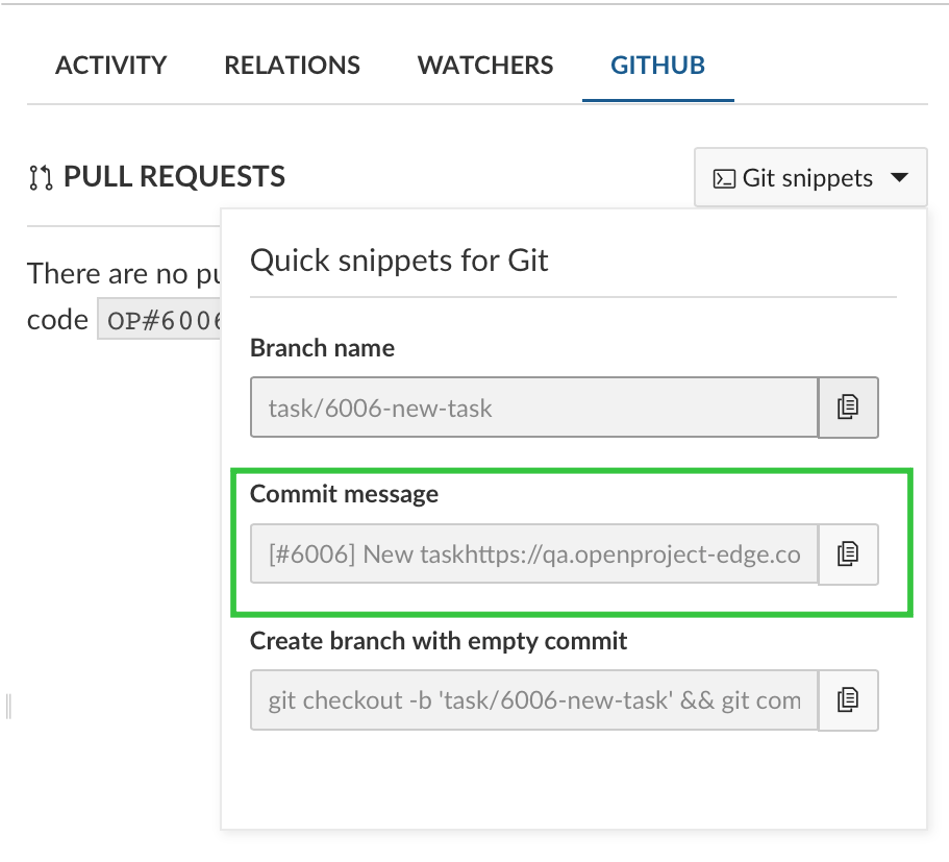 ACTIVITY RELATIONS WATCHERS GITHUB
PULL REQUESTS
Git snippets
There are no
code OP#6006
Quick snippets for Git
Branch name
task/6006-new-task
Commit message
[#6006] New taskhttps://qa.openproject-edge.co
Create branch with empty commit
git checkout -b 'task/6006-new-task' && git com